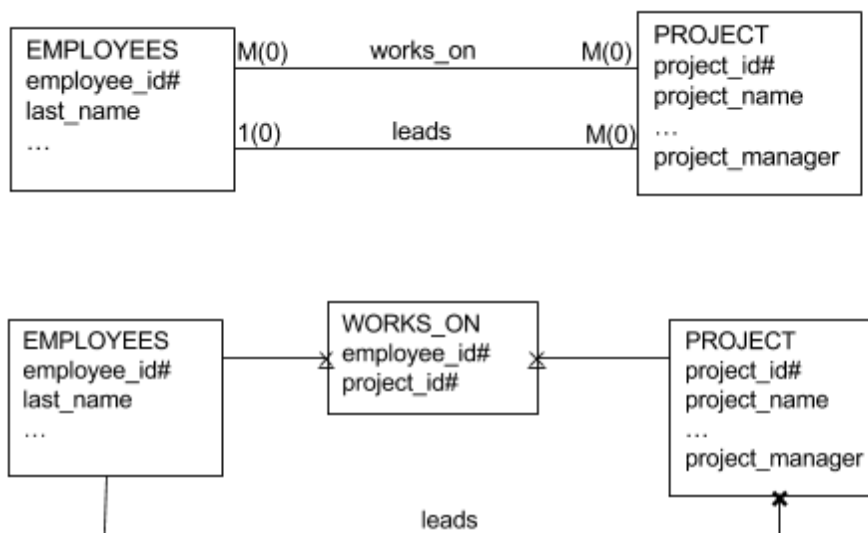 EMPLOYEES
employee_id#
last_name
...
M(0) works_on M(0)
1(0) leads M(0)
PROJECT
project_id#
project_name
...
project_manager
EMPLOYEES
employee_id#
last_name
...
WORKS_ON
employee_id#
project_id#
PROJECT
project_id#
project_name
...
project_manager
leads